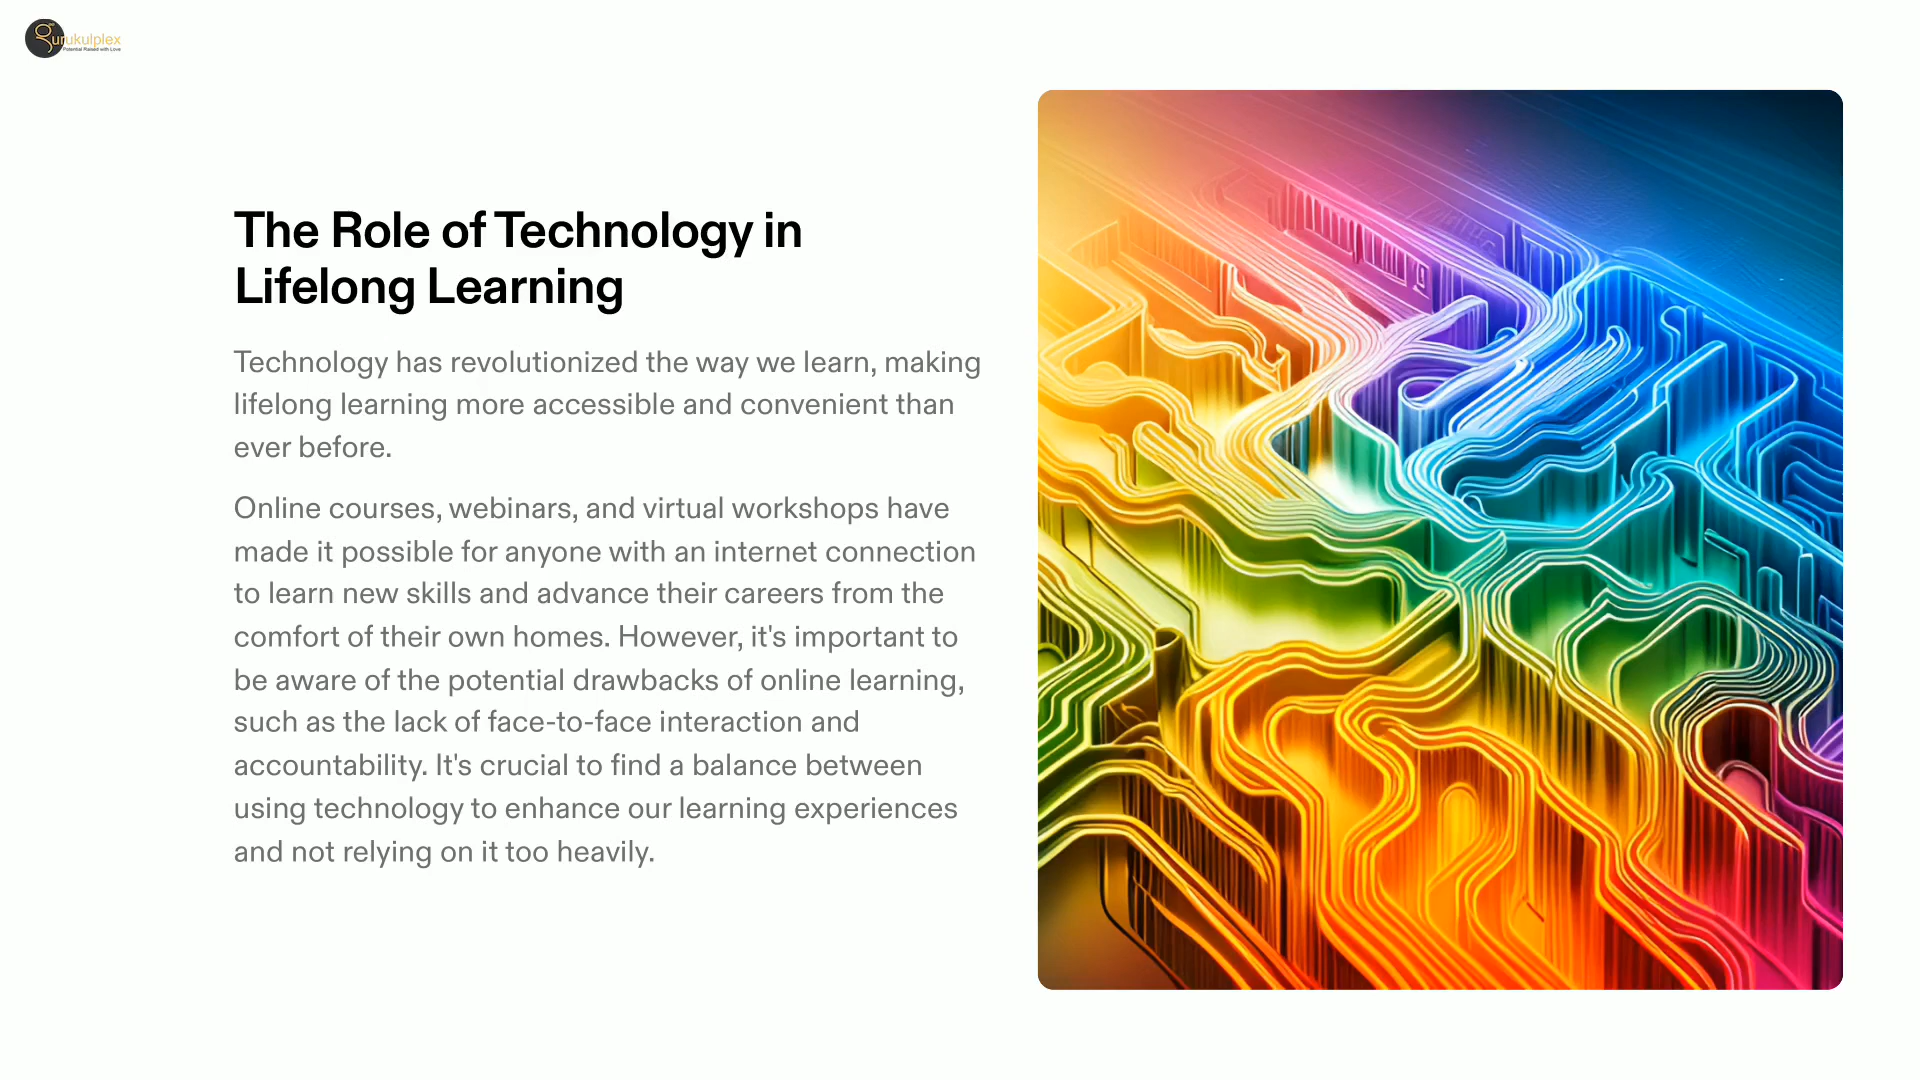 gurukulplex
Potential Raised with Love
The Role of Technology in
Lifelong Learning
Technology has revolutionized the way we learn, making
lifelong learning more accessible and convenient than
ever before.
Online courses, webinars, and virtual workshops have
made it possible for anyone with an internet connection
to learn new skills and advance their careers from the
comfort of their own homes. However, it's important to
be aware of the potential drawbacks of online learning,
such as the lack of face-to-face interaction and
accountability. It's crucial to find a balance between
using technology to enhance our learning experiences
and not relying on it too heavily.